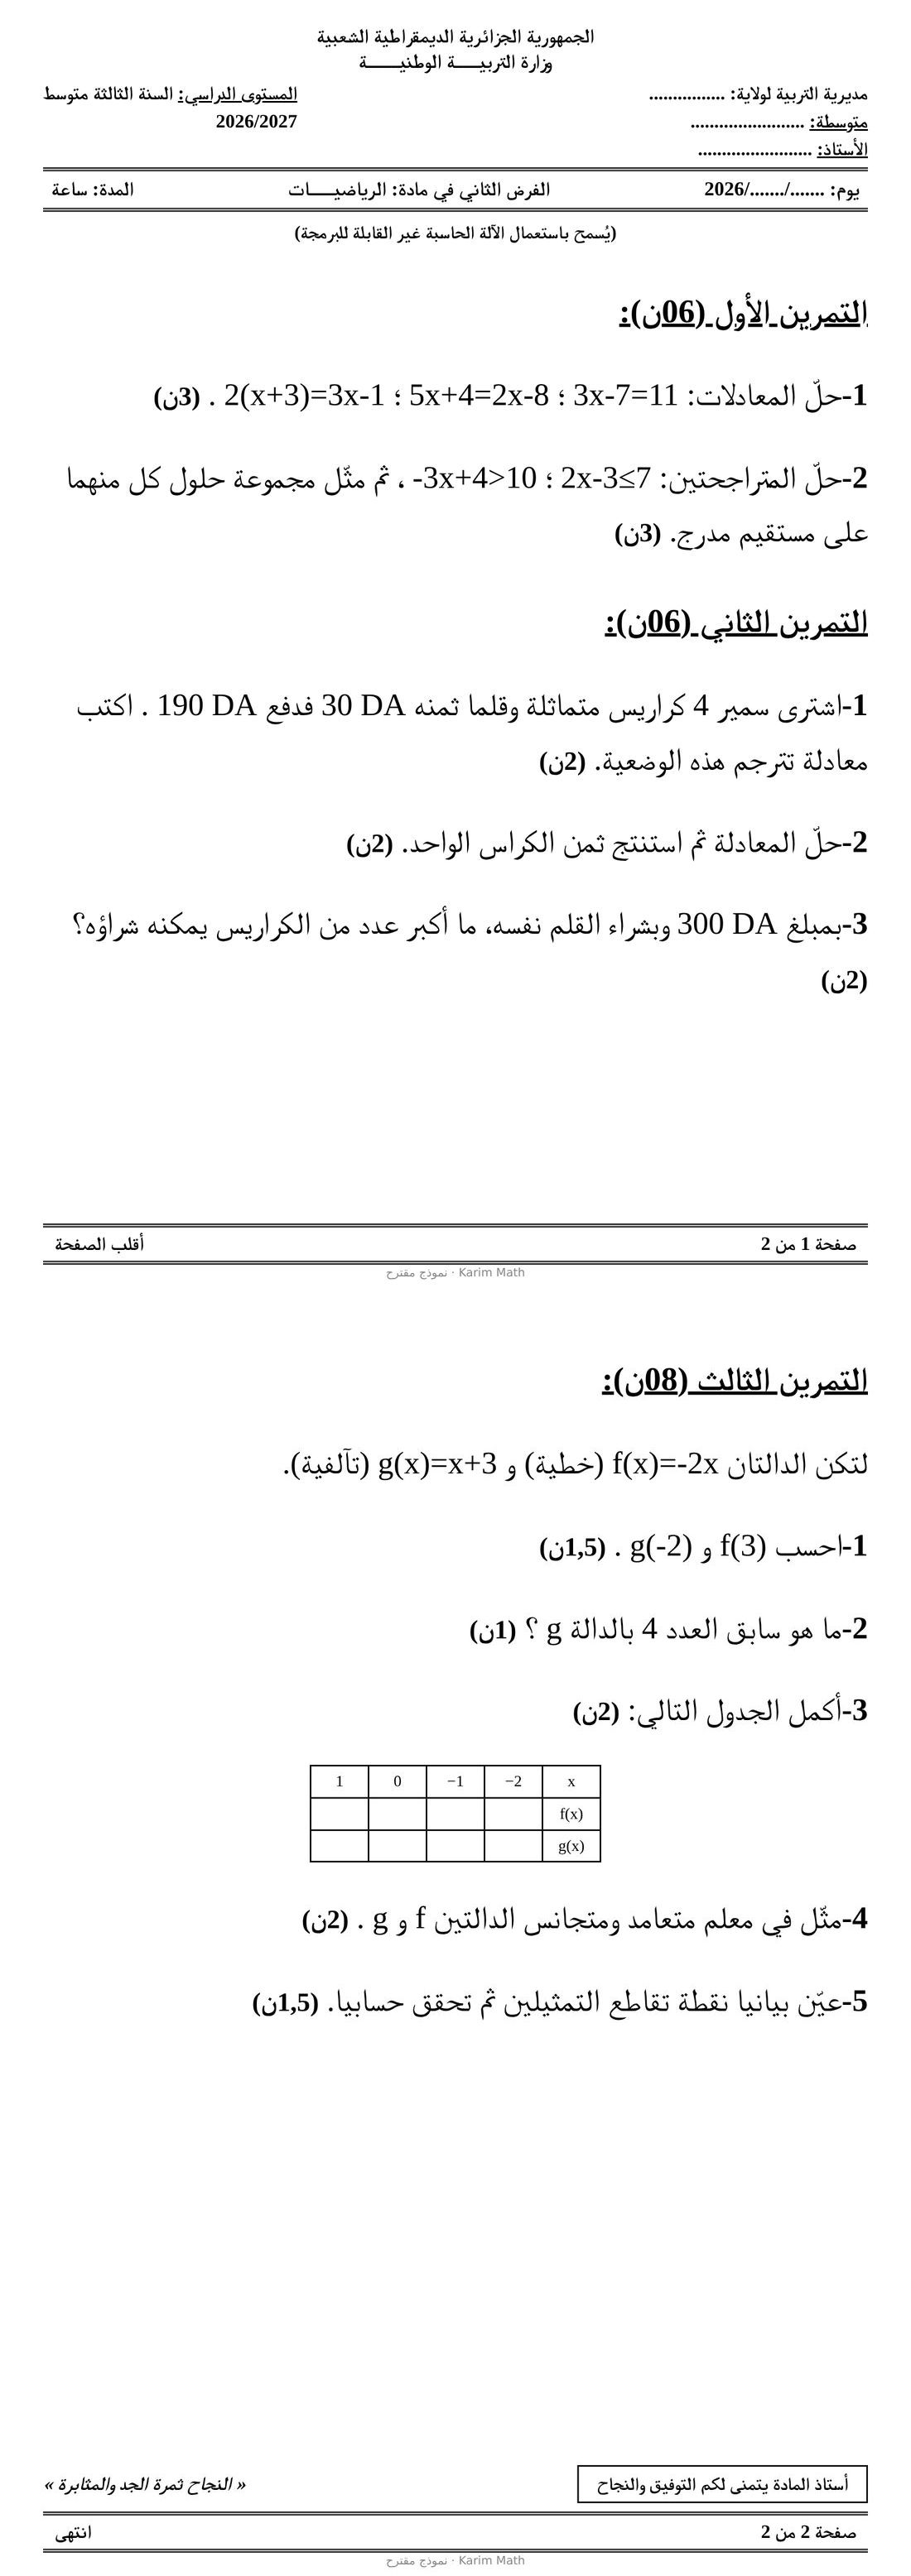 الجمهورية الجزائرية الديمقراطية الشعبية
وزارة التربيــــة الوطنيــــــة
مديرية التربية لولاية: ................
المستوى الدراسي: السنة الثالثة متوسط
متوسطة: ........................
2026/2027
الأستاذ: ........................
يوم: ......./......./2026
الفرض الثاني في مادة: الرياضيــــات
المدة: ساعة
(يُسمح باستعمال الآلة الحاسبة غير القابلة للبرمجة)
التمرين الأول (06ن):
1-حلّ المعادلات: 3x-7=11 ؛ 5x+4=2x-8 ؛ 2(x+3)=3x-1 . (3ن)
2-حلّ المتراجحتين: 2x-3≤7 ؛ -3x+4>10 ، ثم مثّل مجموعة حلول كل منهما
على مستقيم مدرج. (3ن)
التمرين الثاني (06ن):
1-اشترى سمير 4 كراريس متماثلة وقلما ثمنه 30 DA فدفع 190 DA . اكتب
معادلة تترجم هذه الوضعية. (2ن)
2-حلّ المعادلة ثم استنتج ثمن الكراس الواحد. (2ن)
3-بمبلغ 300 DA وبشراء القلم نفسه، ما أكبر عدد من الكراريس يمكنه شراؤه؟
(2ن)
صفحة 1 من 2
أقلب الصفحة
Karim Math · نموذج مقترح
التمرين الثالث (08ن):
لتكن الدالتان f(x)=-2x (خطية) و g(x)=x+3 (تآلفية).
1-احسب f(3) و g(-2) . (1,5ن)
2-ما هو سابق العدد 4 بالدالة g ؟ (1ن)
3-أكمل الجدول التالي: (2ن)
x −2 −1 0 1
f(x)
g(x)
4-مثّل في معلم متعامد ومتجانس الدالتين f و g . (2ن)
5-عيّن بيانيا نقطة تقاطع التمثيلين ثم تحقق حسابيا. (1,5ن)
أستاذ المادة يتمنى لكم التوفيق والنجاح
« النجاح ثمرة الجد والمثابرة »
صفحة 2 من 2
انتهى
Karim Math · نموذج مقترح